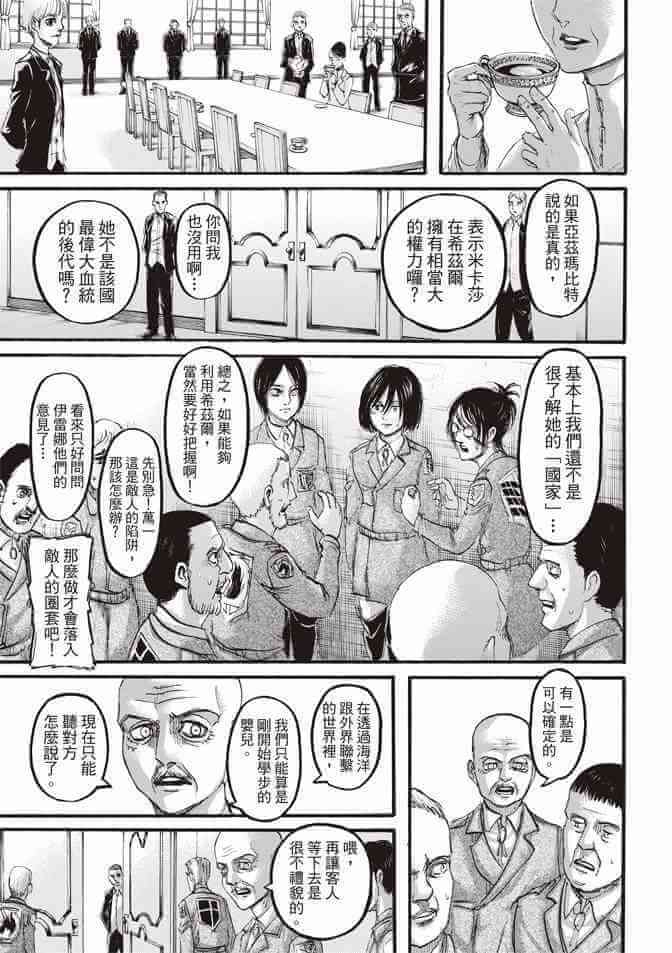 如果亞茲瑪比特
說的是真的，
表示米卡莎
在希茲爾
擁有相當大
的權力囉？
你問我
也沒用啊…
她不是該國
最偉大血統
的後代嗎？
基本上我們還不是
很了解她的「國家」…
總之，如果能夠
利用希茲爾，
當然要好好把握啊！
先別急！萬一
這是敵人的陷阱，
那該怎麼辦？
看來只好問問
伊雷娜他們的
意見了…
那麼做才會落入
敵人的圈套吧！
有一點是
可以確定的。
在透過海洋
跟外界聯繫
的世界裡，
我們只能算是
剛開始學步的
嬰兒。
現在只能
聽對方
怎麼說了。
喂，
再讓客人
等下去是
很不禮貌的。